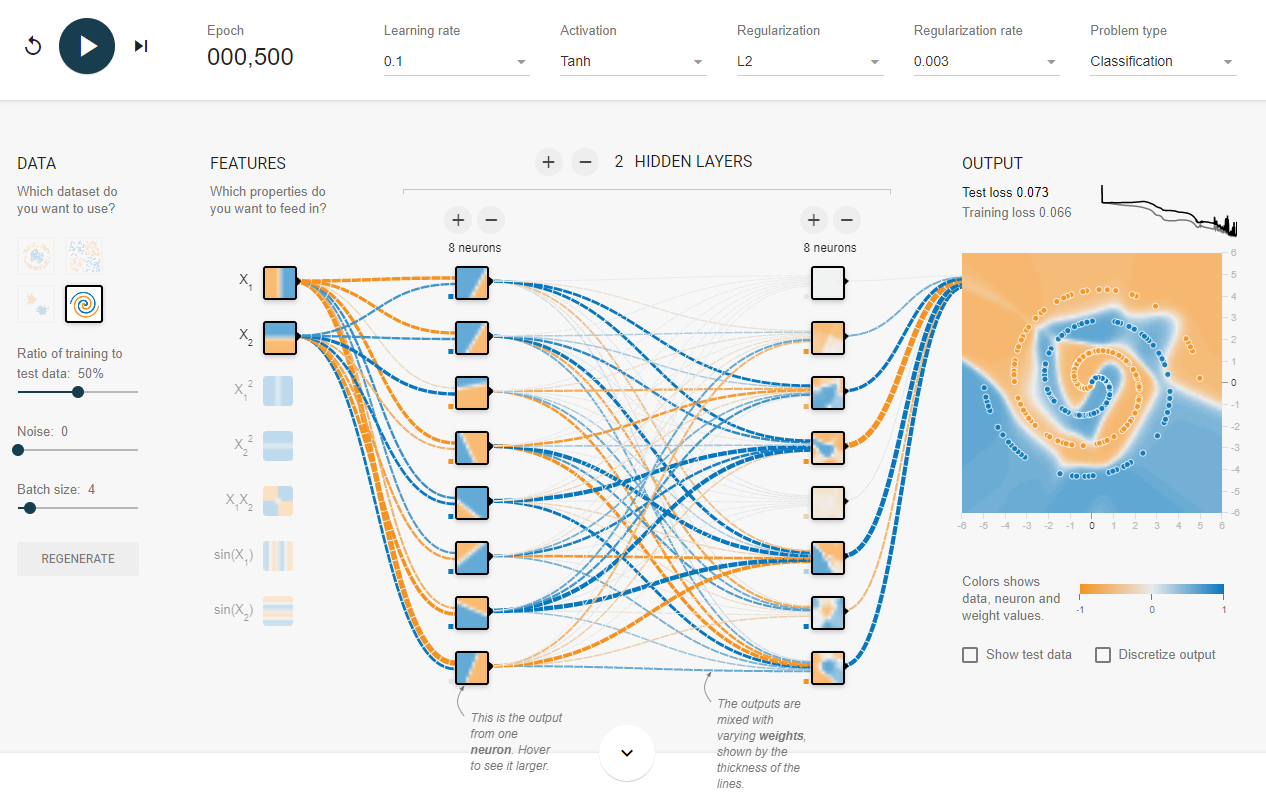 Epoch
000,500
Learning rate
0.1
Activation
Tanh
Regularization
L2
Regularization rate
0.003
Problem type
Classification
DATA
Which dataset do
you want to use?
Ratio of training to
test data: 50%
Noise: 0
Batch size: 4
REGENERATE
FEATURES
Which properties do
you want to feed in?
X1
X2
X1^2
X2^2
X1X2
sin(X1)
sin(X2)
+ − 2 HIDDEN LAYERS
+ −
8 neurons
+ −
8 neurons
This is the output
from one
neuron. Hover
to see it larger.
The outputs are
mixed with
varying weights,
shown by the
thickness of the
lines.
OUTPUT
Test loss 0.073
Training loss 0.066
6
5
4
3
2
1
0
-1
-2
-3
-4
-5
-6
-6 -5 -4 -3 -2 -1 0 1 2 3 4 5 6
Colors shows
data, neuron and
weight values.
-1 0 1
Show test data
Discretize output